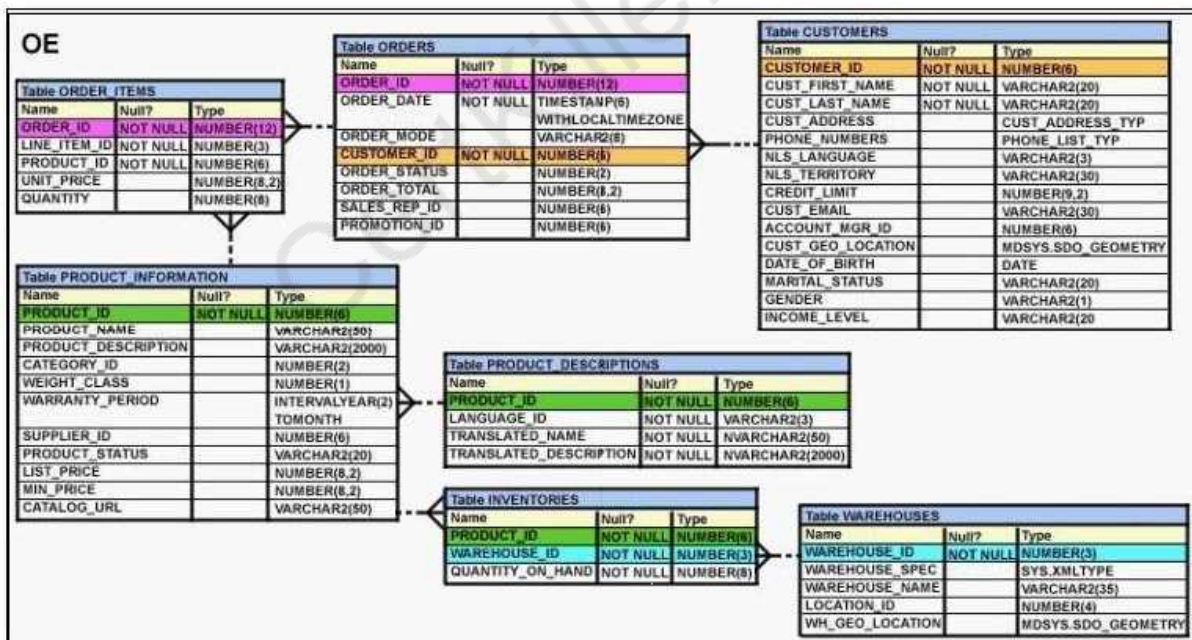 OE
Table ORDER_ITEMS
Name Null? Type
ORDER_ID NOT NULL NUMBER(12)
LINE_ITEM_ID NOT NULL NUMBER(3)
PRODUCT_ID NOT NULL NUMBER(6)
UNIT_PRICE NUMBER(8,2)
QUANTITY NUMBER(8)
Table ORDERS
Name Null? Type
ORDER_ID NOT NULL NUMBER(12)
ORDER_DATE NOT NULL TIMESTANP(6)
WITHLOCALTIMEZONE
ORDER_MODE VARCHAR2(8)
CUSTOMER_ID NOT NULL NUMBER(6)
ORDER_STATUS NUMBER(2)
ORDER_TOTAL NUMBER(8,2)
SALES_REP_ID NUMBER(6)
PROMOTION_ID NUMBER(6)
Table CUSTOMERS
Name Null? Type
CUSTOMER_ID NOT NULL NUMBER(6)
CUST_FIRST_NAME NOT NULL VARCHAR2(20)
CUST_LAST_NAME NOT NULL VARCHAR2(20)
CUST_ADDRESS CUST_ADDRESS_TYP
PHONE_NUMBERS PHONE_LIST_TYP
NLS_LANGUAGE VARCHAR2(3)
NLS_TERRITORY VARCHAR2(30)
CREDIT_LIMIT NUMBER(9,2)
CUST_EMAIL VARCHAR2(30)
ACCOUNT_MGR_ID NUMBER(6)
CUST_GEO_LOCATION MDSYS.SDO_GEOMETRY
DATE_OF_BIRTH DATE
MARITAL_STATUS VARCHAR2(20)
GENDER VARCHAR2(1)
INCOME_LEVEL VARCHAR2(20
Table PRODUCT_INFORMATION
Name Null? Type
PRODUCT_ID NOT NULL NUMBER(6)
PRODUCT_NAME VARCHAR2(50)
PRODUCT_DESCRIPTION VARCHAR2(2000)
CATEGORY_ID NUMBER(2)
WEIGHT_CLASS NUMBER(1)
WARRANTY_PERIOD INTERVALYEAR(2)
TOMONTH
SUPPLIER_ID NUMBER(6)
PRODUCT_STATUS VARCHAR2(20)
LIST_PRICE NUMBER(8,2)
MIN_PRICE NUMBER(8,2)
CATALOG_URL VARCHAR2(50)
Table PRODUCT_DESCRIPTIONS
Name Null? Type
PRODUCT_ID NOT NULL NUMBER(6)
LANGUAGE_ID NOT NULL VARCHAR2(3)
TRANSLATED_NAME NOT NULL NVARCHAR2(50)
TRANSLATED_DESCRIPTION NOT NULL NVARCHAR2(2000)
Table INVENTORIES
Name Null? Type
PRODUCT_ID NOT NULL NUMBER(6)
WAREHOUSE_ID NOT NULL NUMBER(3)
QUANTITY_ON_HAND NOT NULL NUMBER(8)
Table WAREHOUSES
Name Null? Type
WAREHOUSE_ID NOT NULL NUMBER(3)
WAREHOUSE_SPEC SYS.XMLTYPE
WAREHOUSE_NAME VARCHAR2(35)
LOCATION_ID NUMBER(4)
WH_GEO_LOCATION MDSYS.SDO_GEOMETRY